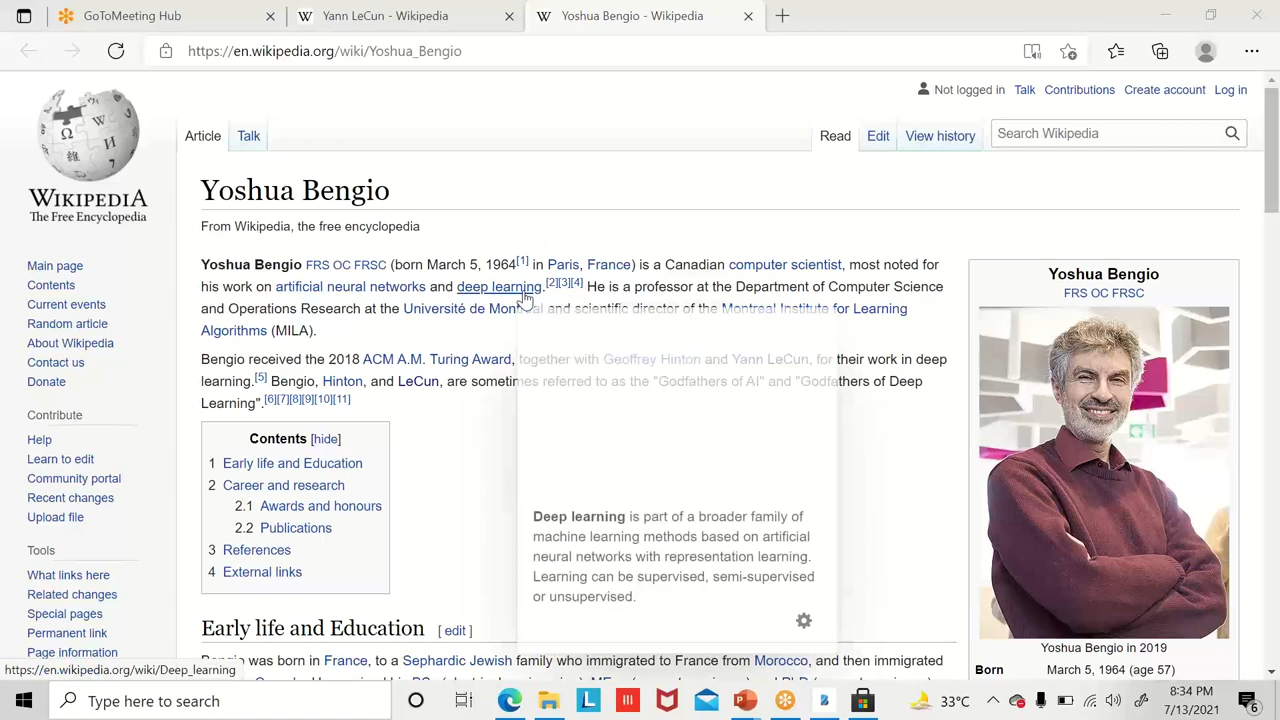 GoToMeeting Hub
Yann LeCun - Wikipedia
Yoshua Bengio - Wikipedia
https://en.wikipedia.org/wiki/Yoshua_Bengio
Not logged in Talk Contributions Create account Log in
Article Talk
Read Edit View history
Search Wikipedia
WIKIPEDIA
The Free Encyclopedia
Yoshua Bengio
From Wikipedia, the free encyclopedia
Main page
Contents
Current events
Random article
About Wikipedia
Contact us
Donate
Contribute
Help
Learn to edit
Community portal
Recent changes
Upload file
Tools
What links here
Related changes
Special pages
Permanent link
Page information
Yoshua Bengio FRS OC FRSC (born March 5, 1964[1] in Paris, France) is a Canadian computer scientist, most noted for
his work on artificial neural networks and deep learning.[2][3][4] He is a professor at the Department of Computer Science
and Operations Research at the Université de Montréal and scientific director of the Montreal Institute for Learning
Algorithms (MILA).
Bengio received the 2018 ACM A.M. Turing Award, together with Geoffrey Hinton and Yann LeCun, for their work in deep
learning.[5] Bengio, Hinton, and LeCun, are sometimes referred to as the "Godfathers of AI" and "Godfathers of Deep
Learning".[6][7][8][9][10][11]
Contents [hide]
1 Early life and Education
2 Career and research
2.1 Awards and honours
2.2 Publications
3 References
4 External links
Deep learning is part of a broader family of
machine learning methods based on artificial
neural networks with representation learning.
Learning can be supervised, semi-supervised
or unsupervised.
Early life and Education [ edit ]
Bengio was born in France, to a Sephardic Jewish family who immigrated to France from Morocco, and then immigrated
Yoshua Bengio
FRS OC FRSC
Yoshua Bengio in 2019
Born March 5, 1964 (age 57)
https://en.wikipedia.org/wiki/Deep_learning
Type here to search
33°C
8:34 PM
7/13/2021
6